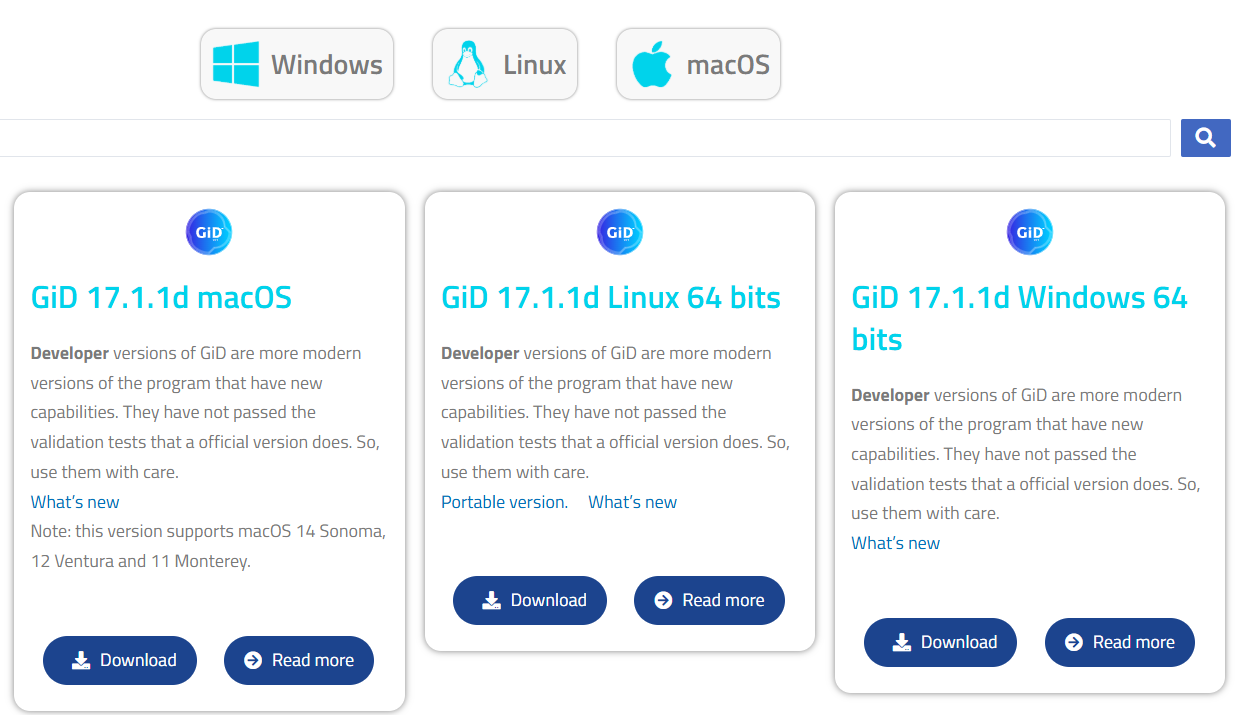 Windows
Linux
macOS
GiD
GiD 17.1.1d macOS
Developer versions of GiD are more modern
versions of the program that have new
capabilities. They have not passed the
validation tests that a official version does. So,
use them with care.
What's new
Note: this version supports macOS 14 Sonoma,
12 Ventura and 11 Monterey.
Download
Read more
GiD
GiD 17.1.1d Linux 64 bits
Developer versions of GiD are more modern
versions of the program that have new
capabilities. They have not passed the
validation tests that a official version does. So,
use them with care.
Portable version. What's new
Download
Read more
GiD
GiD 17.1.1d Windows 64
bits
Developer versions of GiD are more modern
versions of the program that have new
capabilities. They have not passed the
validation tests that a official version does. So,
use them with care.
What's new
Download
Read more